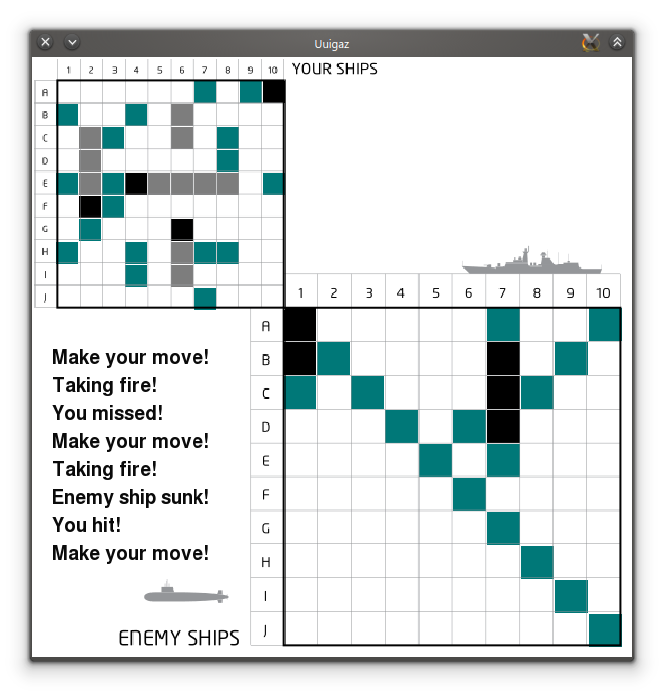 Uuigaz
1 2 3 4 5 6 7 8 9 10
YOUR SHIPS
A
B
C
D
E
F
G
H
I
J
1 2 3 4 5 6 7 8 9 10
A
B
C
D
E
F
G
H
I
J
Make your move!
Taking fire!
You missed!
Make your move!
Taking fire!
Enemy ship sunk!
You hit!
Make your move!
ENEMY SHIPS